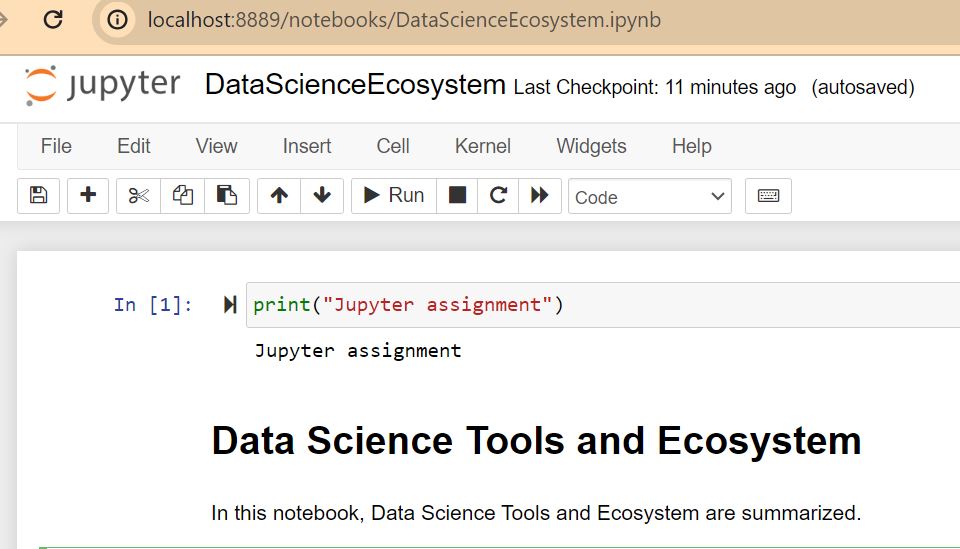 localhost:8889/notebooks/DataScienceEcosystem.ipynb
jupyter DataScienceEcosystem Last Checkpoint: 11 minutes ago (autosaved)
File Edit View Insert Cell Kernel Widgets Help
Run Code
In [1]: print("Jupyter assignment")
Jupyter assignment
Data Science Tools and Ecosystem
In this notebook, Data Science Tools and Ecosystem are summarized.